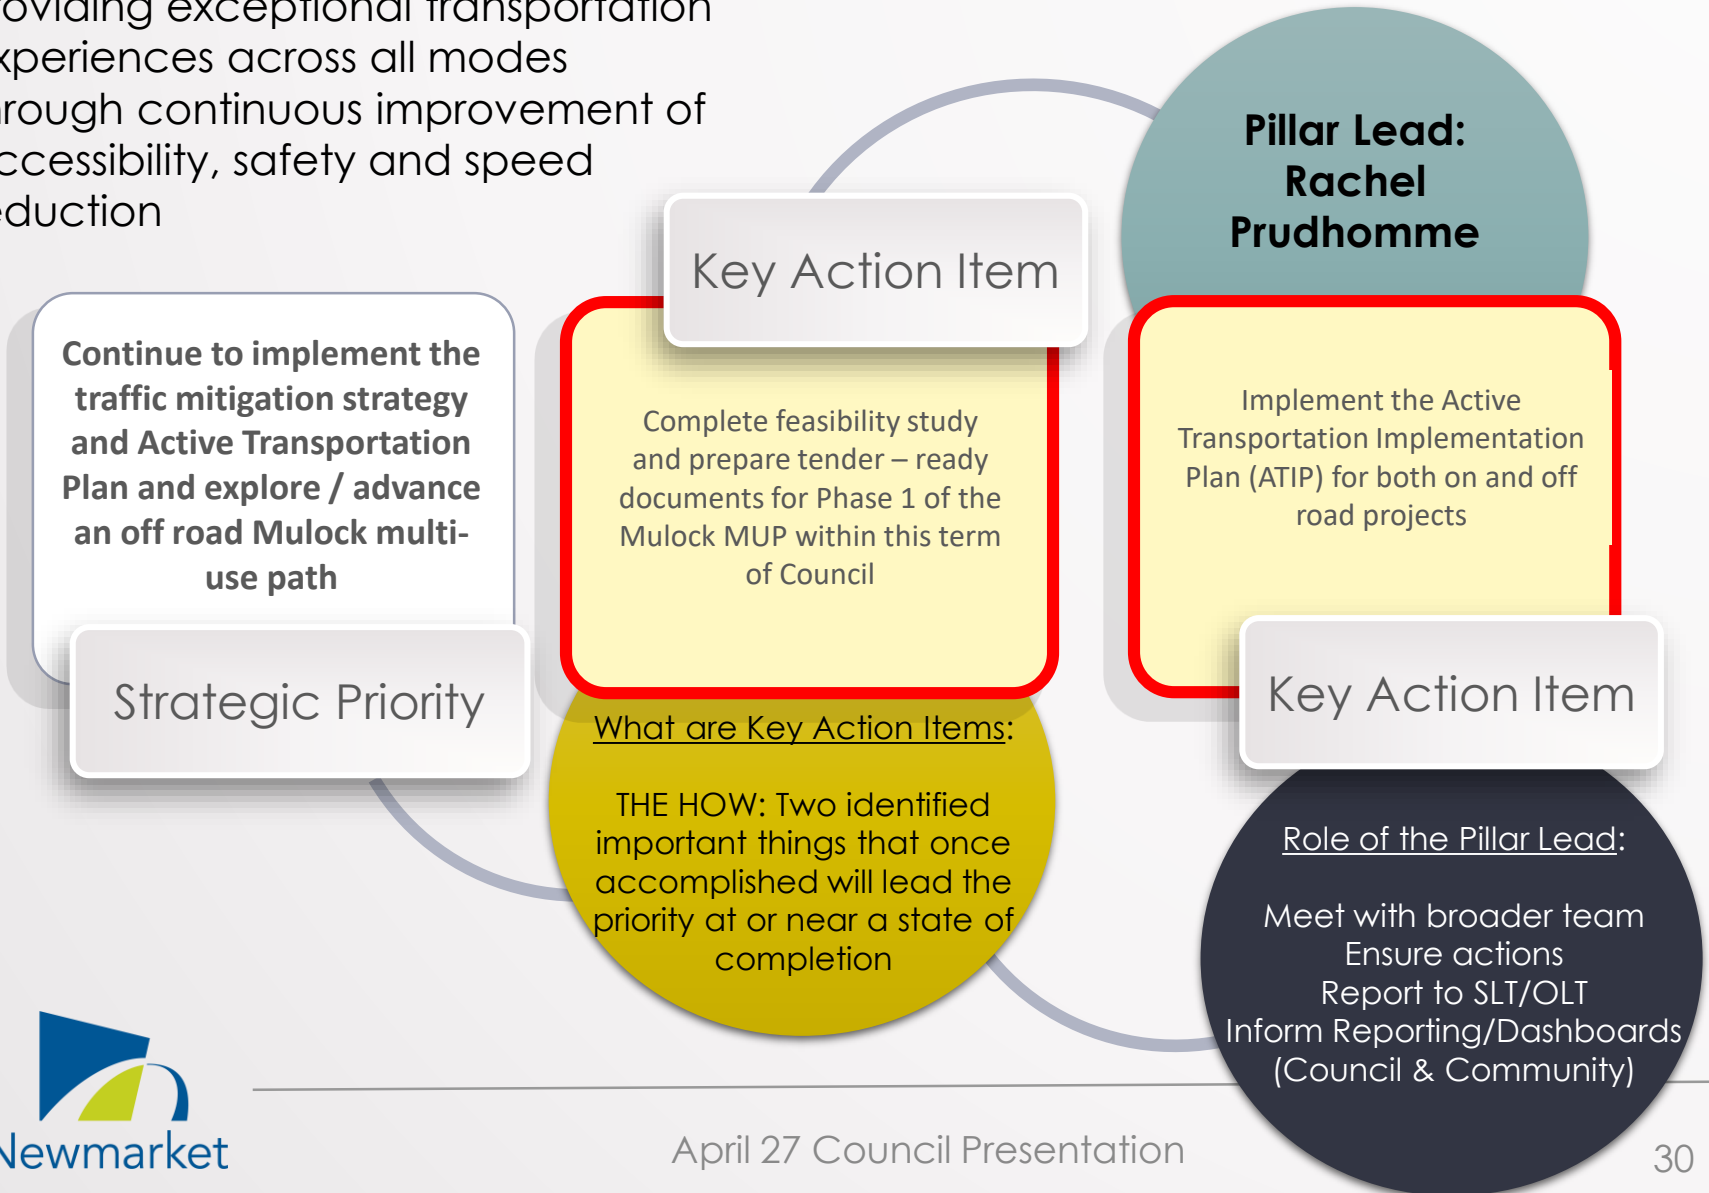 oviding exceptional transportation
xperiences across all modes
rough continuous improvement of
ccessibility, safety and speed
eduction
Pillar Lead:
Rachel
Prudhomme
Key Action Item
Continue to implement the
traffic mitigation strategy
and Active Transportation
Plan and explore / advance
an off road Mulock multi-
use path
Strategic Priority
Complete feasibility study
and prepare tender – ready
documents for Phase 1 of the
Mulock MUP within this term
of Council
Implement the Active
Transportation Implementation
Plan (ATIP) for both on and off
road projects
Key Action Item
What are Key Action Items:
THE HOW: Two identified
important things that once
accomplished will lead the
priority at or near a state of
completion
Role of the Pillar Lead:
Meet with broader team
Ensure actions
Report to SLT/OLT
Inform Reporting/Dashboards
(Council & Community)
Newmarket
April 27 Council Presentation
30